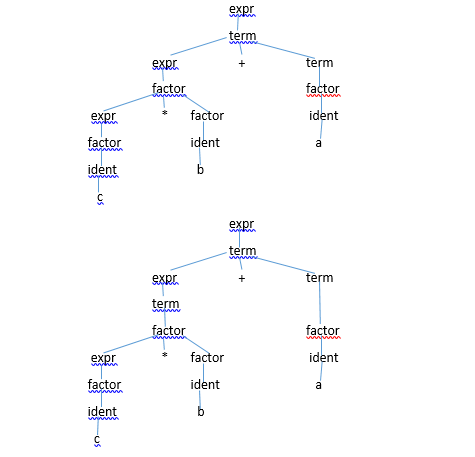 expr
term
expr + term
factor factor
expr * factor ident
factor ident a
ident b
c
expr
term
expr + term
term
factor factor
expr * factor ident
factor ident a
ident b
c